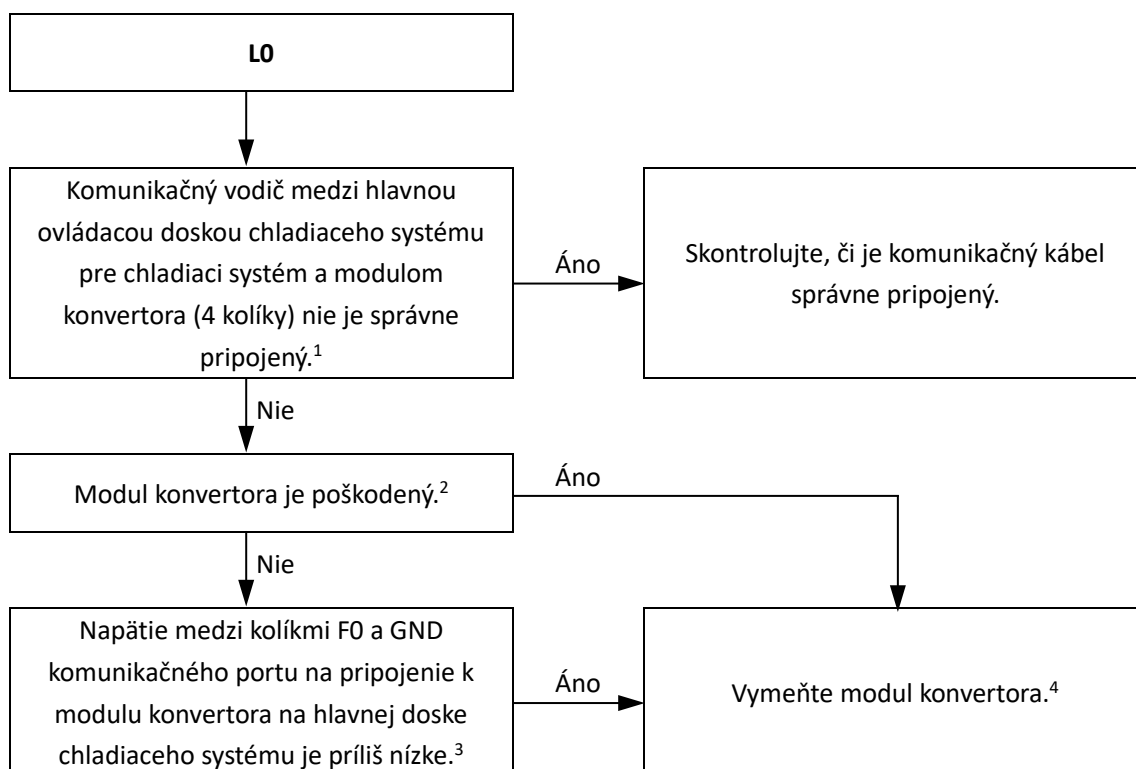 L0
Komunikačný vodič medzi hlavnou
ovládacou doskou chladiaceho systému
pre chladiaci systém a modulom
konvertora (4 kolíky) nie je správne
pripojený.1
Áno
Skontrolujte, či je komunikačný kábel
správne pripojený.
Nie
Modul konvertora je poškodený.2
Áno
Nie
Napätie medzi kolíkmi F0 a GND
komunikačného portu na pripojenie k
modulu konvertora na hlavnej doske
chladiaceho systému je príliš nízke.3
Áno
Vymeňte modul konvertora.4